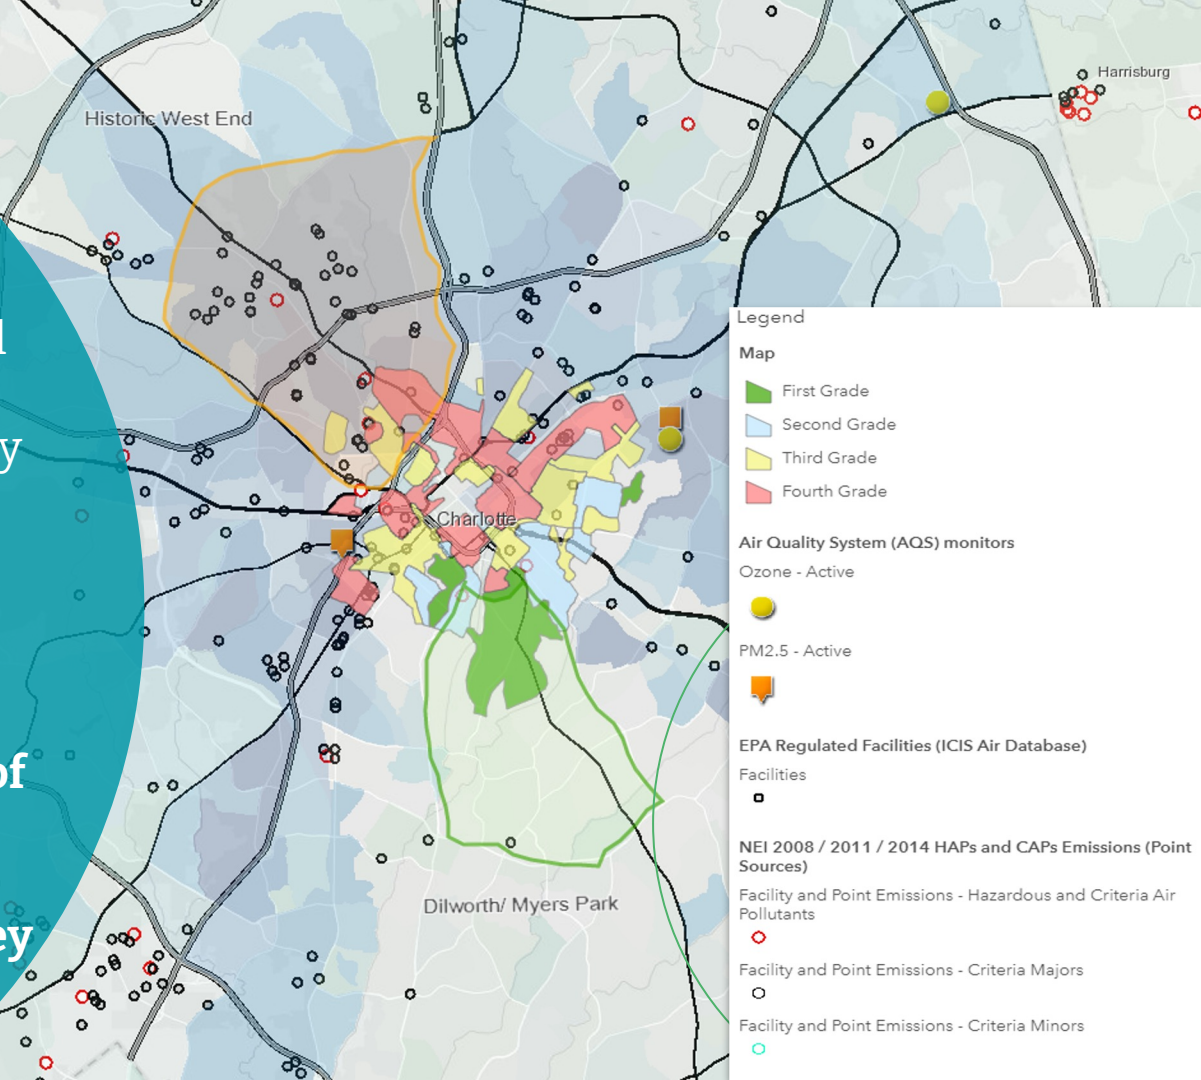 Harrisburg
Historic West End
l
y
of
ey
Charlotte
Dilworth/ Myers Park
Legend
Map
First Grade
Second Grade
Third Grade
Fourth Grade
Air Quality System (AQS) monitors
Ozone - Active
PM2.5 - Active
EPA Regulated Facilities (ICIS Air Database)
Facilities
NEI 2008 / 2011 / 2014 HAPs and CAPs Emissions (Point
Sources)
Facility and Point Emissions - Hazardous and Criteria Air
Pollutants
Facility and Point Emissions - Criteria Majors
Facility and Point Emissions - Criteria Minors